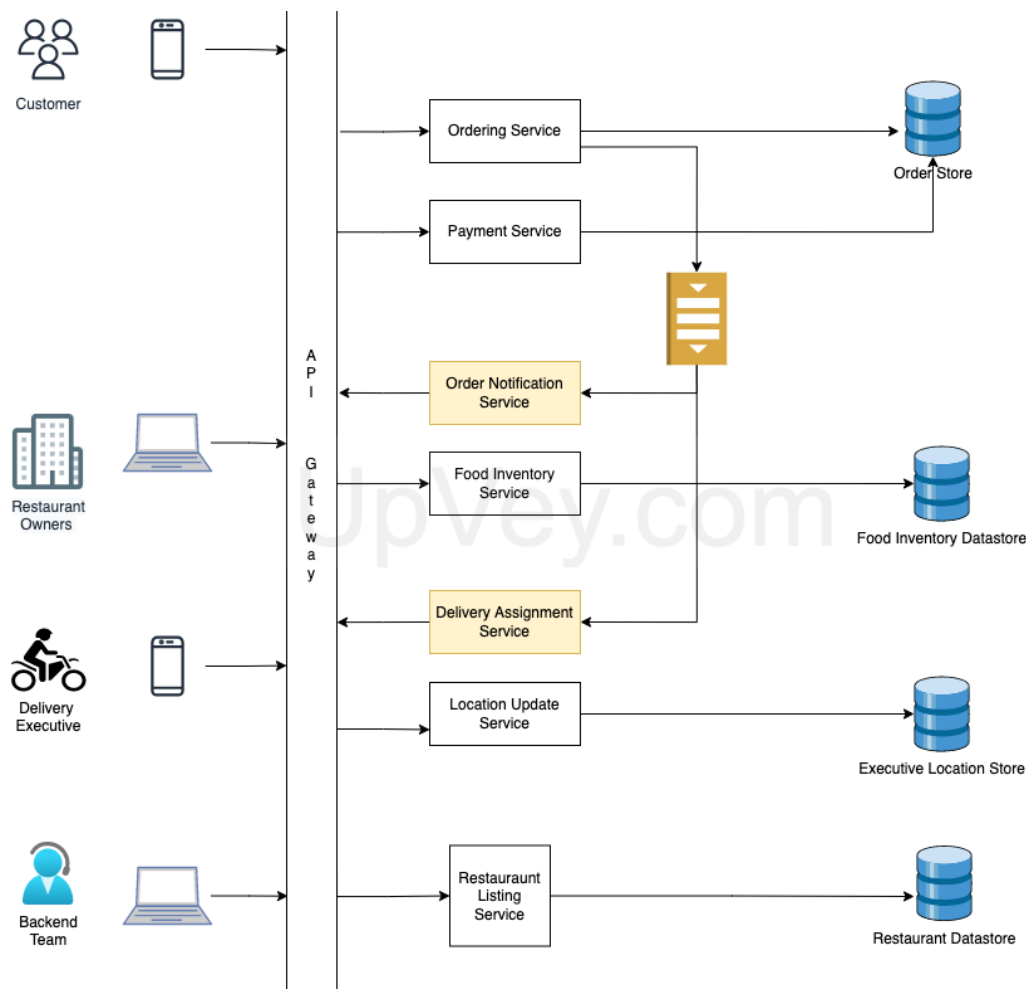 Customer
Ordering Service
Order Store
Payment Service
A
P
I
G
a
t
e
w
a
y
Order Notification
Service
Restaurant
Owners
Food Inventory
Service
Food Inventory Datastore
UpVey.com
Delivery Assignment
Service
Delivery
Executive
Location Update
Service
Executive Location Store
Backend
Team
Restauraunt
Listing
Service
Restaurant Datastore